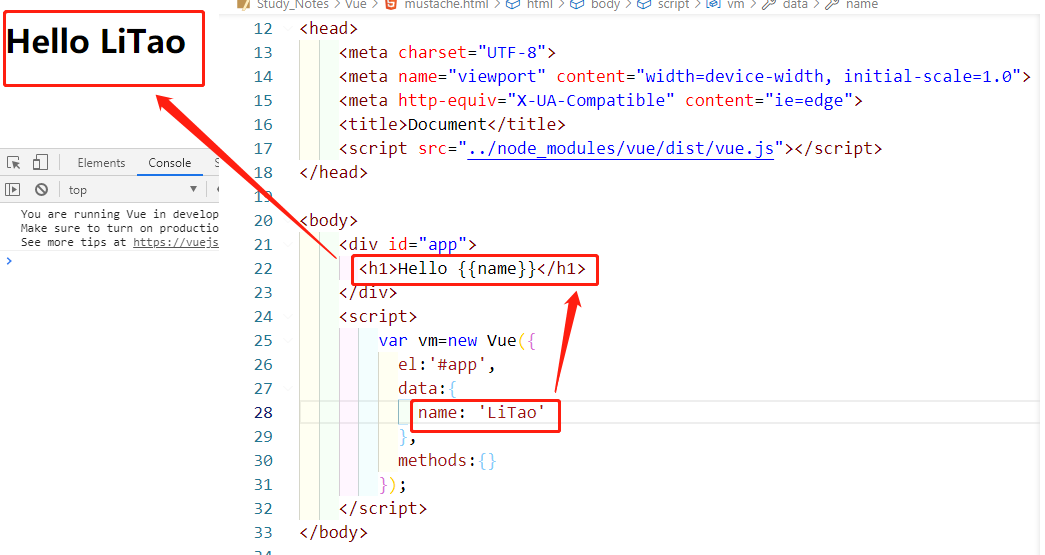 Hello LiTao
Elements Console
top
You are running Vue in develop
Make sure to turn on productio
See more tips at https://vuejs
>
Study_Notes > Vue > mustache.html > html > body > script > vm > data > name
12 <head>
13 <meta charset="UTF-8">
14 <meta name="viewport" content="width=device-width, initial-scale=1.0">
15 <meta http-equiv="X-UA-Compatible" content="ie=edge">
16 <title>Document</title>
17 <script src="../node_modules/vue/dist/vue.js"></script>
18 </head>
19
20 <body>
21 <div id="app">
22 <h1>Hello {{name}}</h1>
23 </div>
24 <script>
25 var vm=new Vue({
26 el:'#app',
27 data:{
28 name: 'LiTao'
29 },
30 methods:{}
31 });
32 </script>
33 </body>